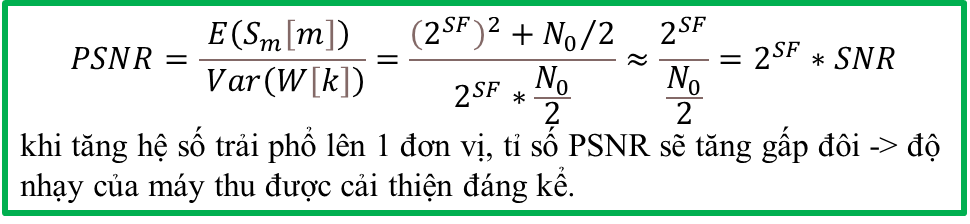 PSNR = E(S_m[m]) / Var(W[k]) = ((2^SF)^2 + N_0/2) / (2^SF * N_0/2) ≈ 2^SF / (N_0/2) = 2^SF * SNR
khi tăng hệ số trải phổ lên 1 đơn vị, tỉ số PSNR sẽ tăng gấp đôi -> độ
nhạy của máy thu được cải thiện đáng kể.